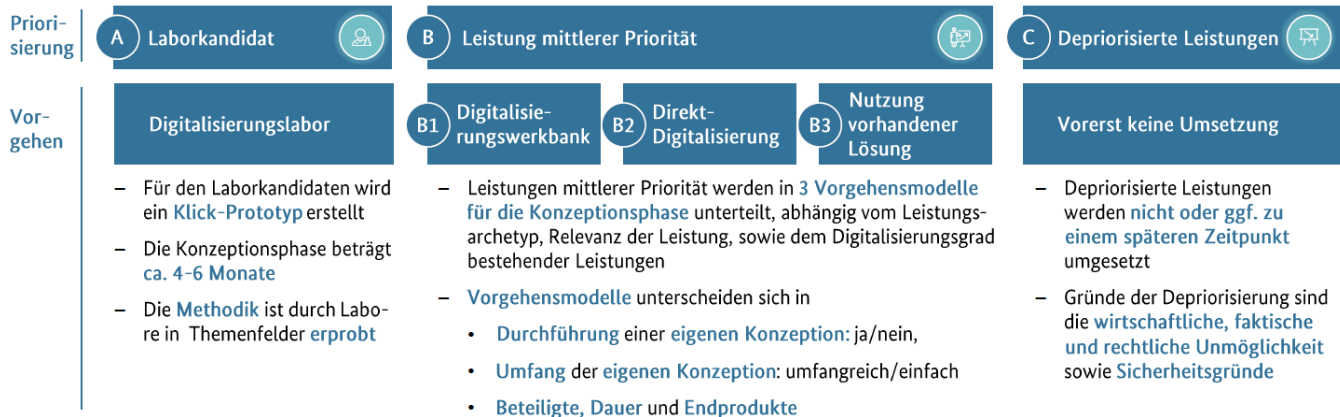 Priori-
sierung
A Laborkandidat
B Leistung mittlerer Priorität
C Depriorisierte Leistungen
Vor-
gehen
Digitalisierungslabor
B1 Digitalisie-
rungswerkbank
B2 Direkt-
Digitalisierung
B3 Nutzung
vorhandener
Lösung
Vorerst keine Umsetzung
– Für den Laborkandidaten wird
ein Klick-Prototyp erstellt
– Die Konzeptionsphase beträgt
ca. 4-6 Monate
– Die Methodik ist durch Labo-
re in Themenfelder erprobt
– Leistungen mittlerer Priorität werden in 3 Vorgehensmodelle
für die Konzeptionsphase unterteilt, abhängig vom Leistungs-
archetyp, Relevanz der Leistung, sowie dem Digitalisierungsgrad
bestehender Leistungen
– Vorgehensmodelle unterscheiden sich in
• Durchführung einer eigenen Konzeption: ja/nein,
• Umfang der eigenen Konzeption: umfangreich/einfach
• Beteiligte, Dauer und Endprodukte
– Depriorisierte Leistungen
werden nicht oder ggf. zu
einem späteren Zeitpunkt
umgesetzt
– Gründe der Depriorisierung sind
die wirtschaftliche, faktische
und rechtliche Unmöglichkeit
sowie Sicherheitsgründe